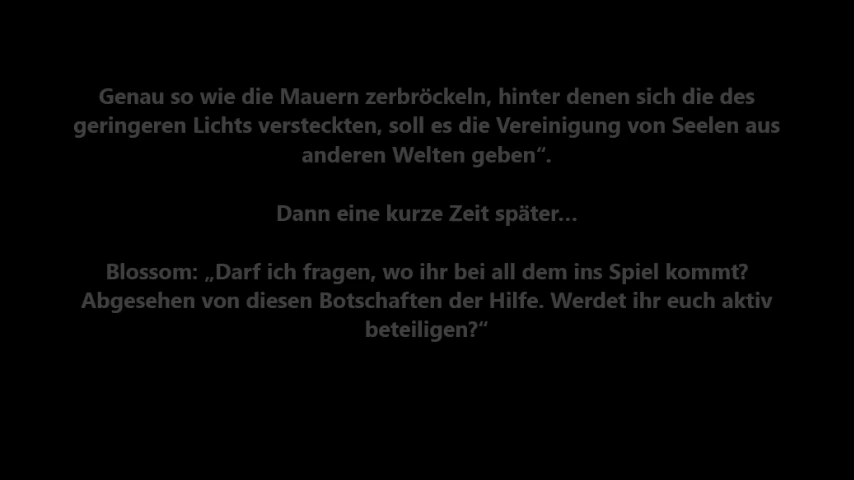 Genau so wie die Mauern zerbröckeln, hinter denen sich die des
geringeren Lichts versteckten, soll es die Vereinigung von Seelen aus
anderen Welten geben“.
Dann eine kurze Zeit später...
Blossom: „Darf ich fragen, wo ihr bei all dem ins Spiel kommt?
Abgesehen von diesen Botschaften der Hilfe. Werdet ihr euch aktiv
beteiligen?“